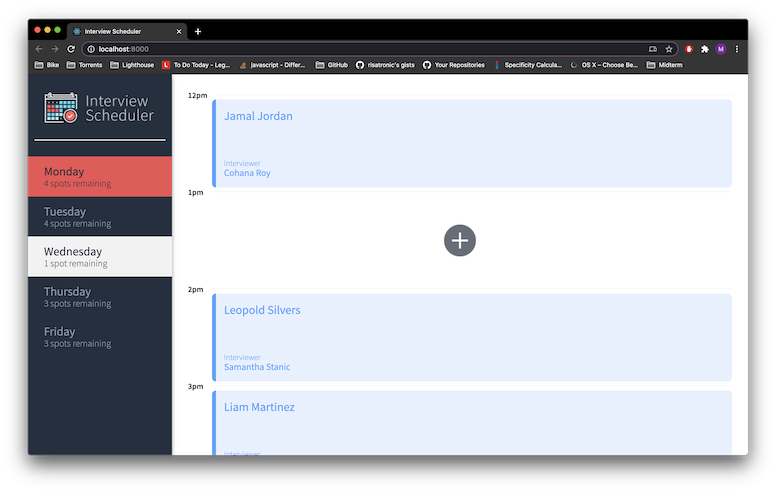 Interview Scheduler
localhost:8000
Bike
Torrents
Lighthouse
To Do Today - Leg...
javascript - Differ...
GitHub
risatronic's gists
Your Repositories
Specificity Calcula...
OS X – Choose Be...
Midterm
M
L
Interview
Scheduler
Monday
4 spots remaining
Tuesday
4 spots remaining
Wednesday
1 spot remaining
Thursday
3 spots remaining
Friday
3 spots remaining
12pm
Jamal Jordan
Interviewer
Cohana Roy
1pm
2pm
Leopold Silvers
Interviewer
Samantha Stanic
3pm
Liam Martinez
Interviewer